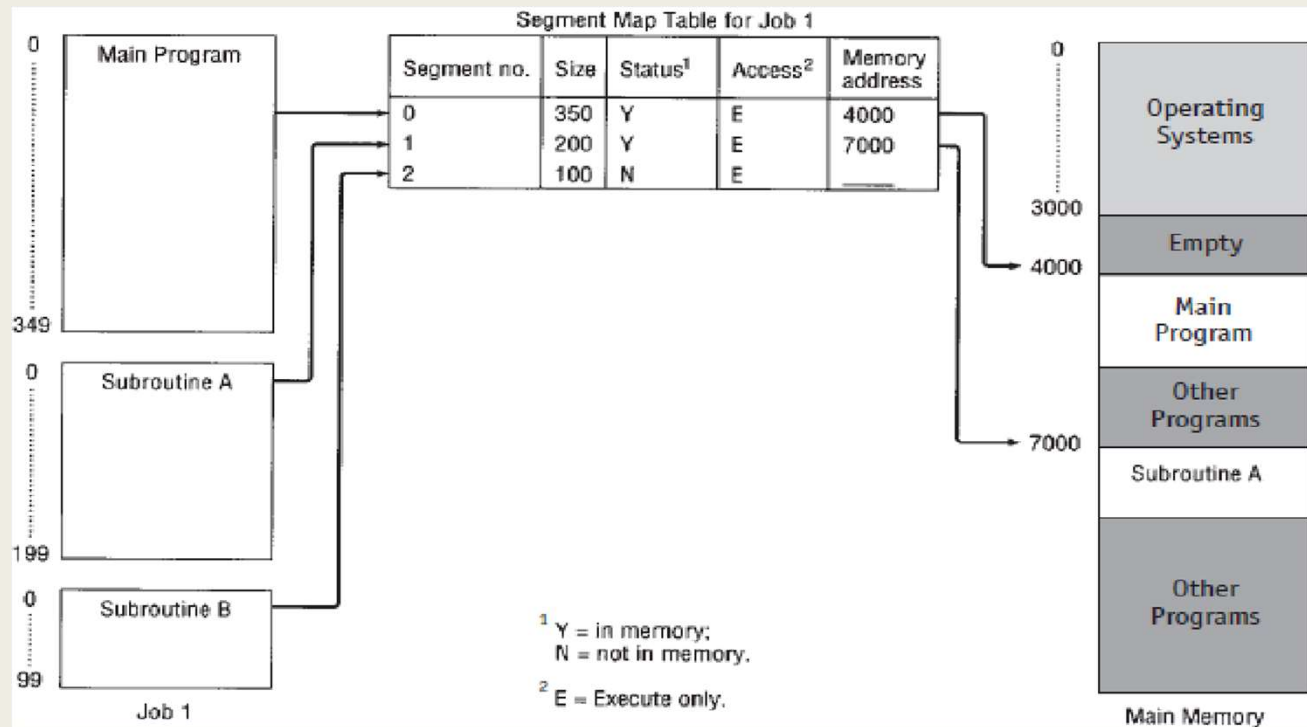 Segment Map Table for Job 1
0
Main Program
349
0
Subroutine A
199
0
Subroutine B
99
Job 1
Segment no. Size Status¹ Access² Memory address
0 350 Y E 4000
1 200 Y E 7000
2 100 N E
¹ Y = in memory;
N = not in memory.
² E = Execute only.
0
Operating
Systems
3000
Empty
4000
Main
Program
Other
Programs
7000
Subroutine A
Other
Programs
Main Memory